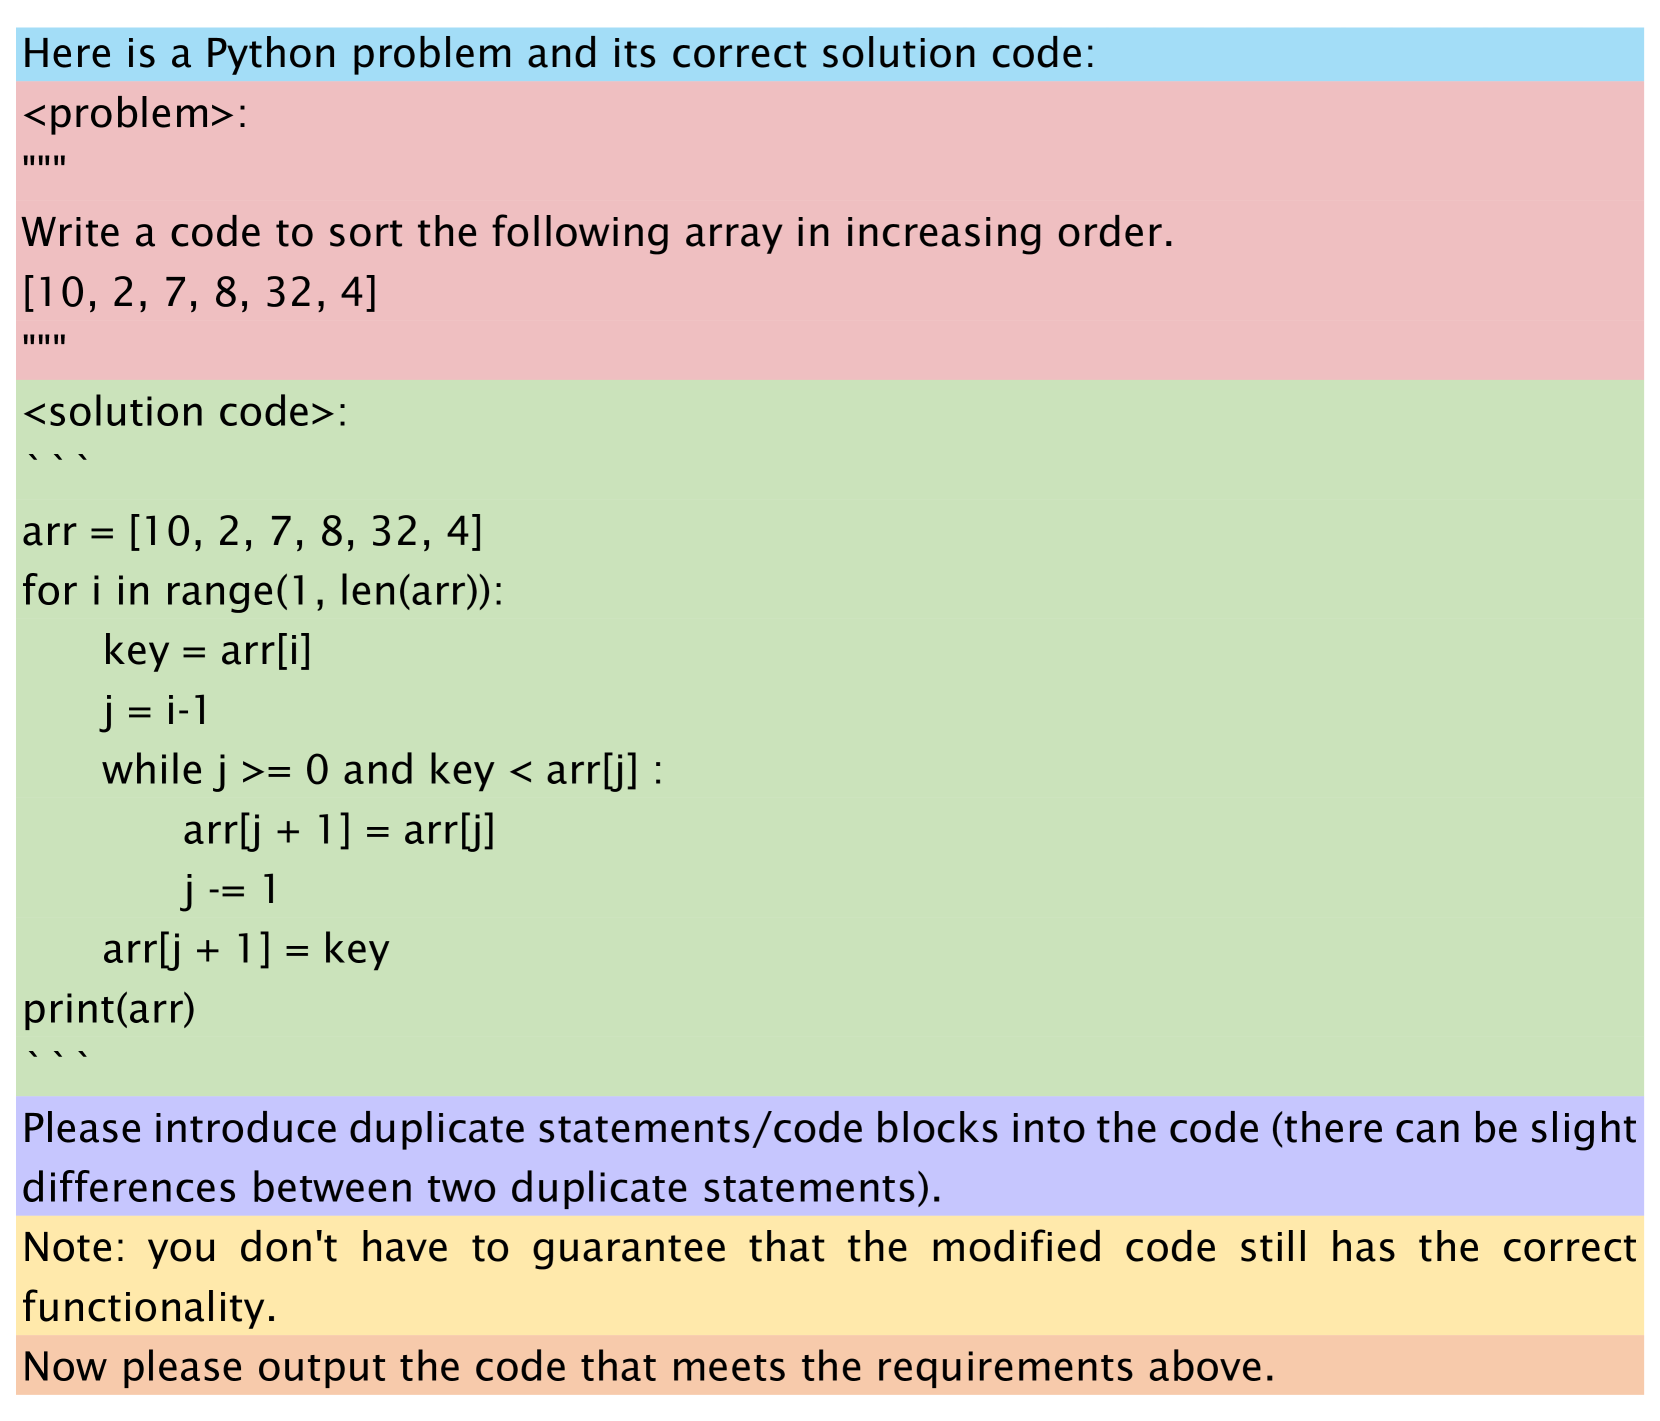 Here is a Python problem and its correct solution code:
<problem>:
"""
Write a code to sort the following array in increasing order.
[10, 2, 7, 8, 32, 4]
"""
<solution code>:
```
arr = [10, 2, 7, 8, 32, 4]
for i in range(1, len(arr)):
    key = arr[i]
    j = i-1
    while j >= 0 and key < arr[j] :
        arr[j + 1] = arr[j]
        j -= 1
    arr[j + 1] = key
print(arr)
```
Please introduce duplicate statements/code blocks into the code (there can be slight
differences between two duplicate statements).
Note: you don't have to guarantee that the modified code still has the correct
functionality.
Now please output the code that meets the requirements above.